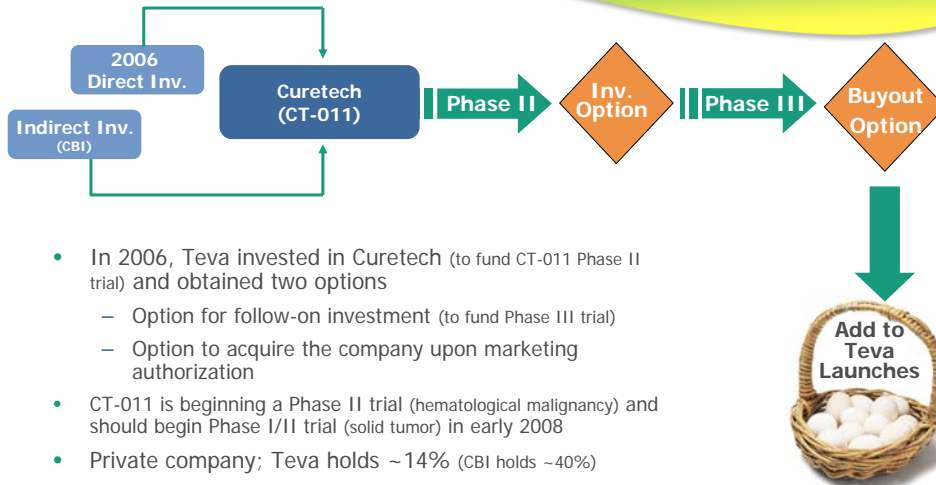 2006
Direct Inv.
Indirect Inv.
(CBI)
Curetech
(CT-011)
Phase II
Inv.
Option
Phase III
Buyout
Option
• In 2006, Teva invested in Curetech (to fund CT-011 Phase II
trial) and obtained two options
– Option for follow-on investment (to fund Phase III trial)
– Option to acquire the company upon marketing
authorization
• CT-011 is beginning a Phase II trial (hematological malignancy) and
should begin Phase I/II trial (solid tumor) in early 2008
• Private company; Teva holds ~14% (CBI holds ~40%)
Add to
Teva
Launches